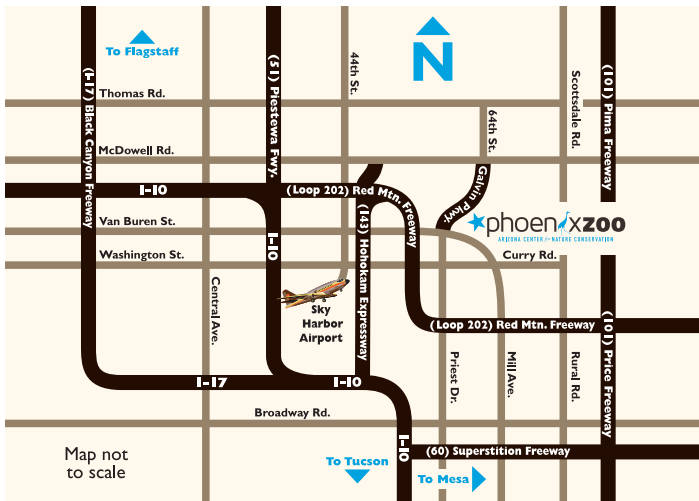 To Flagstaff
N
(I-17) Black Canyon Freeway
(51) Piestewa Fwy.
44th St.
64th St.
Scottsdale Rd.
(101) Pima Freeway
Thomas Rd.
McDowell Rd.
I-10
(Loop 202) Red Mtn. Freeway
Galvin Pkwy.
Van Buren St.
phoenixzoo
ARIZONA CENTER for NATURE CONSERVATION
Washington St.
Curry Rd.
I-10
(143) Hohokam Expressway
Central Ave.
Sky
Harbor
Airport
(Loop 202) Red Mtn. Freeway
(101) Price Freeway
Priest Dr.
Mill Ave.
Rural Rd.
I-17
I-10
Broadway Rd.
I-10
(60) Superstition Freeway
Map not
to scale
To Tucson
To Mesa